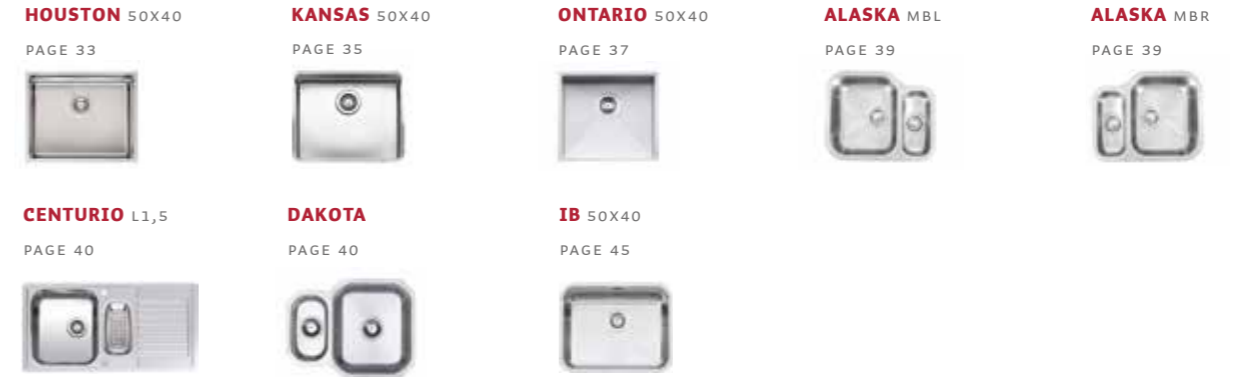 HOUSTON 50X40
PAGE 33
KANSAS 50X40
PAGE 35
ONTARIO 50X40
PAGE 37
ALASKA MBL
PAGE 39
ALASKA MBR
PAGE 39
CENTURIO L1,5
PAGE 40
DAKOTA
PAGE 40
IB 50X40
PAGE 45